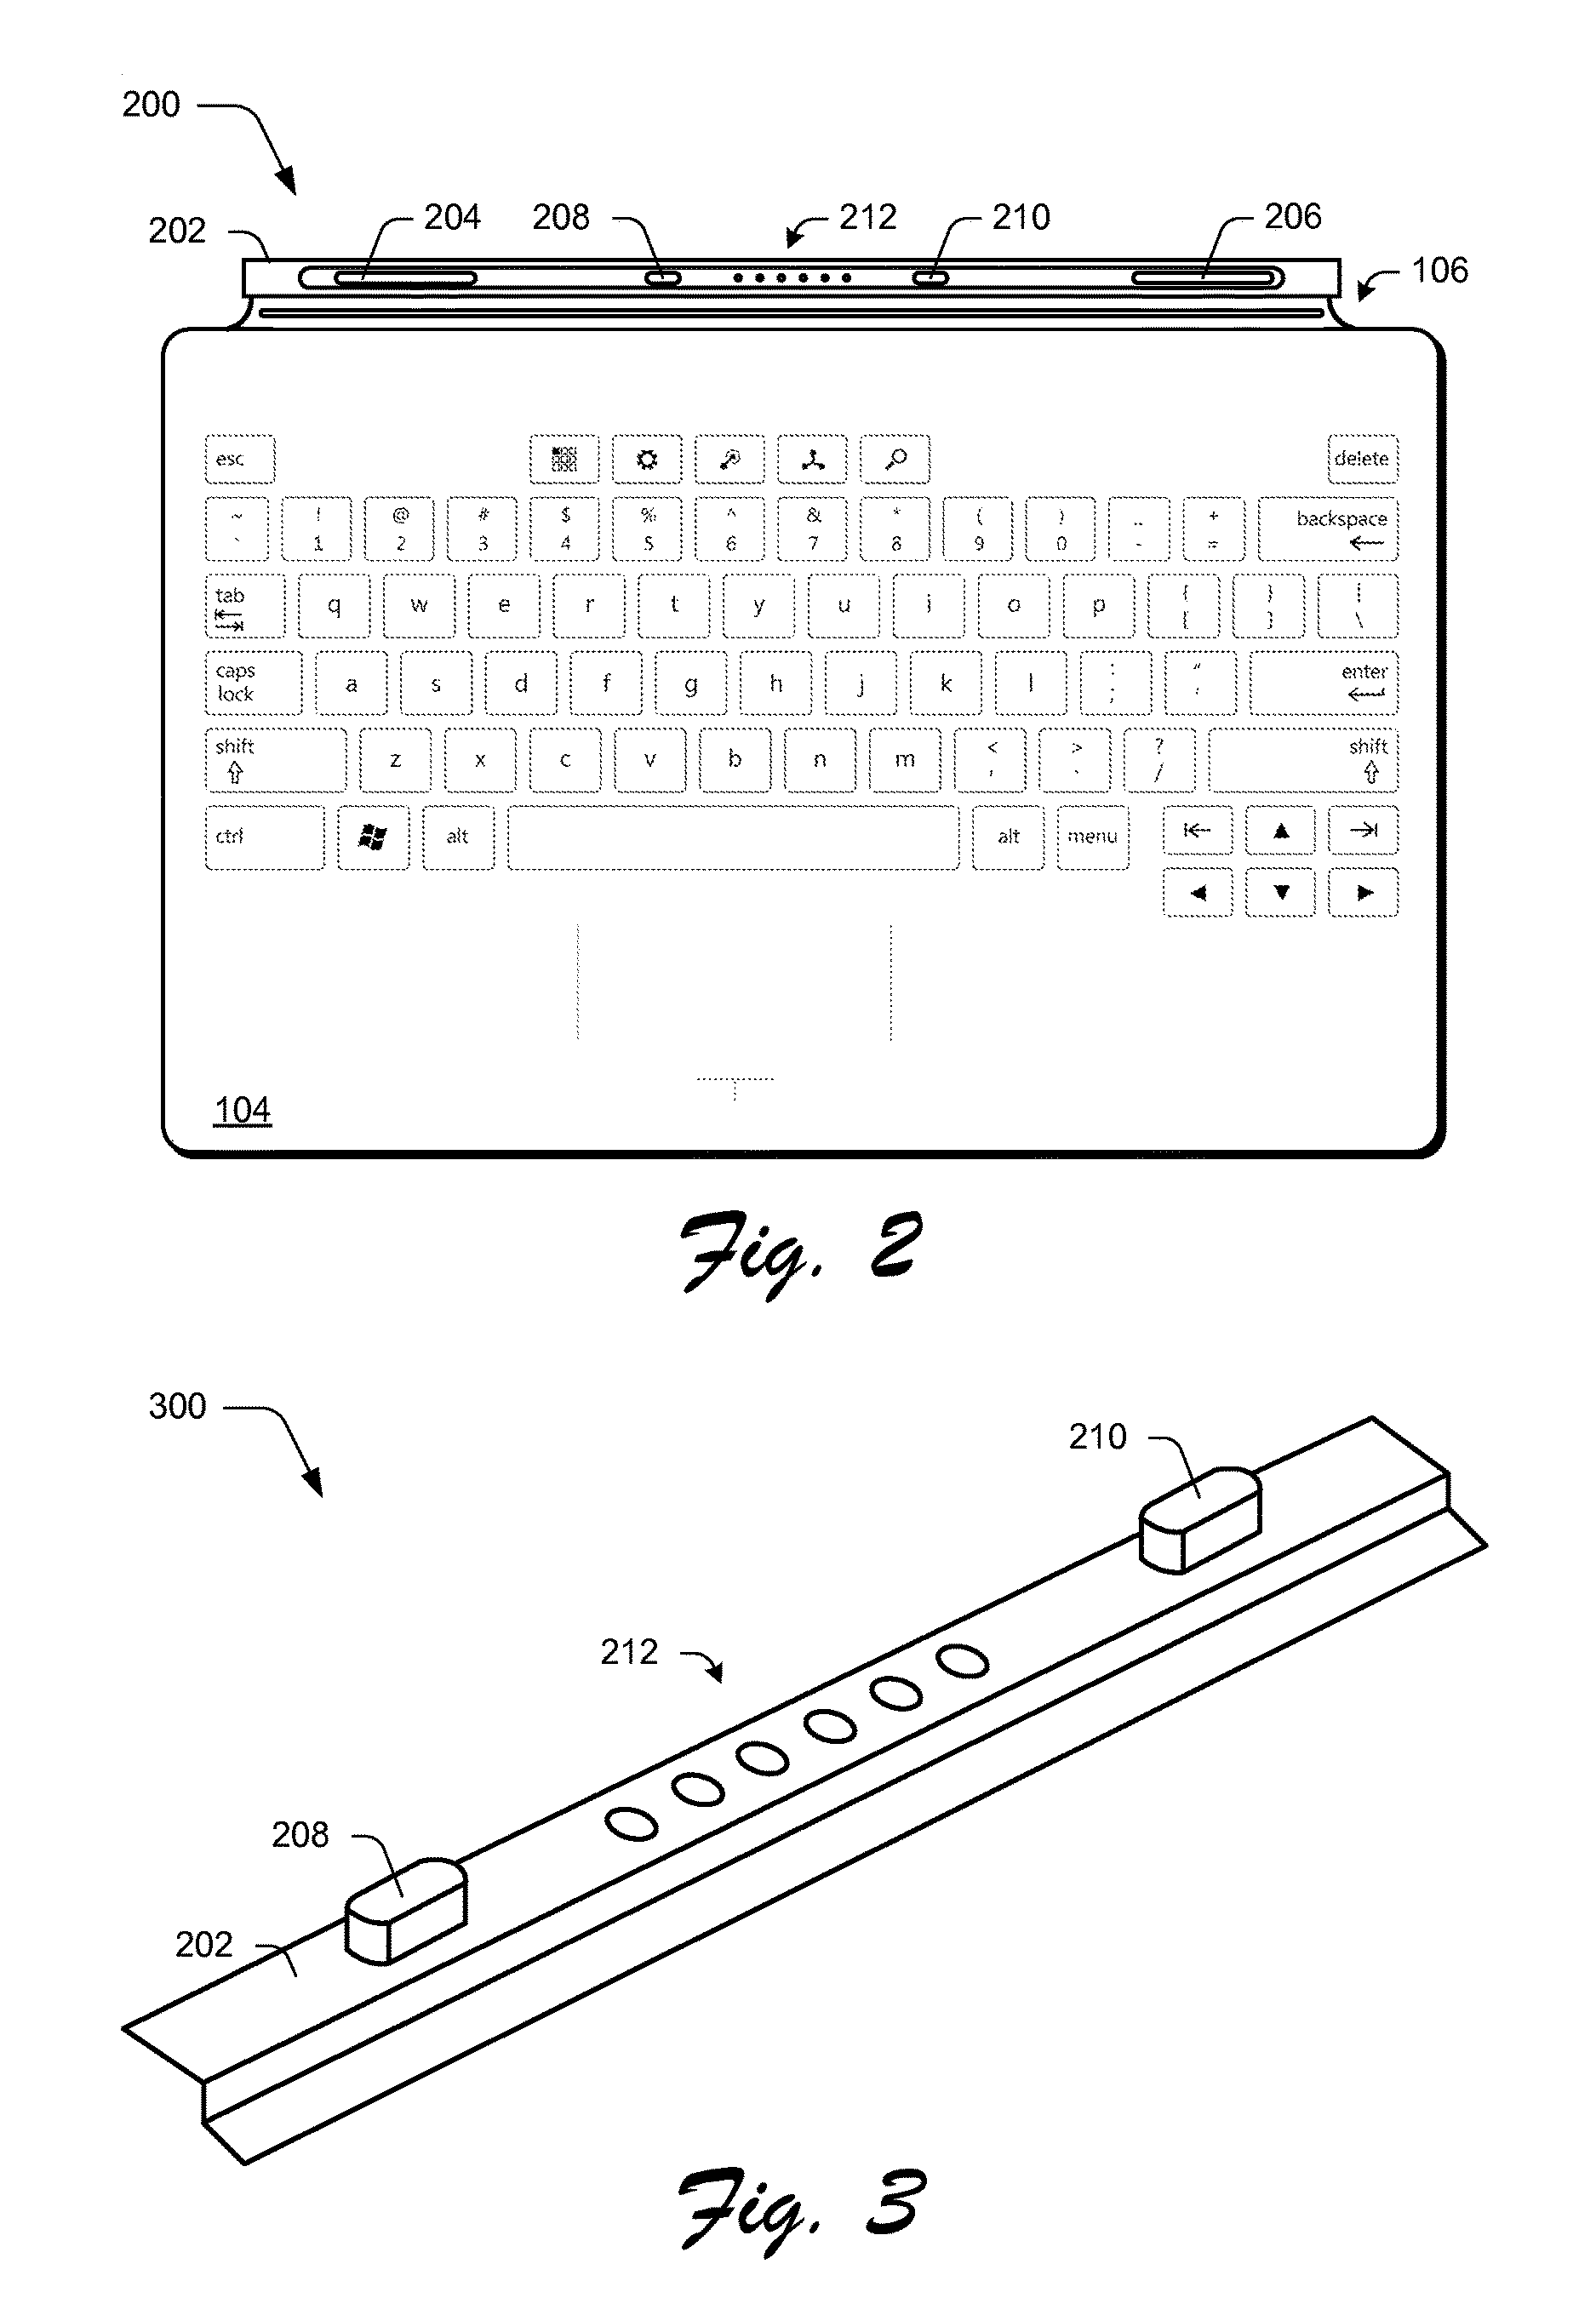 200
202 204 208 212 210 206
106
esc delete
~ ! @ # $ % ^ & * ( ) + backspace
` 1 2 3 4 5 6 7 8 9 0 - =
tab q w e r t y u i o p { } |
[ ] \
caps a s d f g h j k l : " enter
lock ; '
shift z x c v b n m < > ? shift
, /
ctrl alt alt menu
104
Fig. 2
300
210
212
208
202
Fig. 3